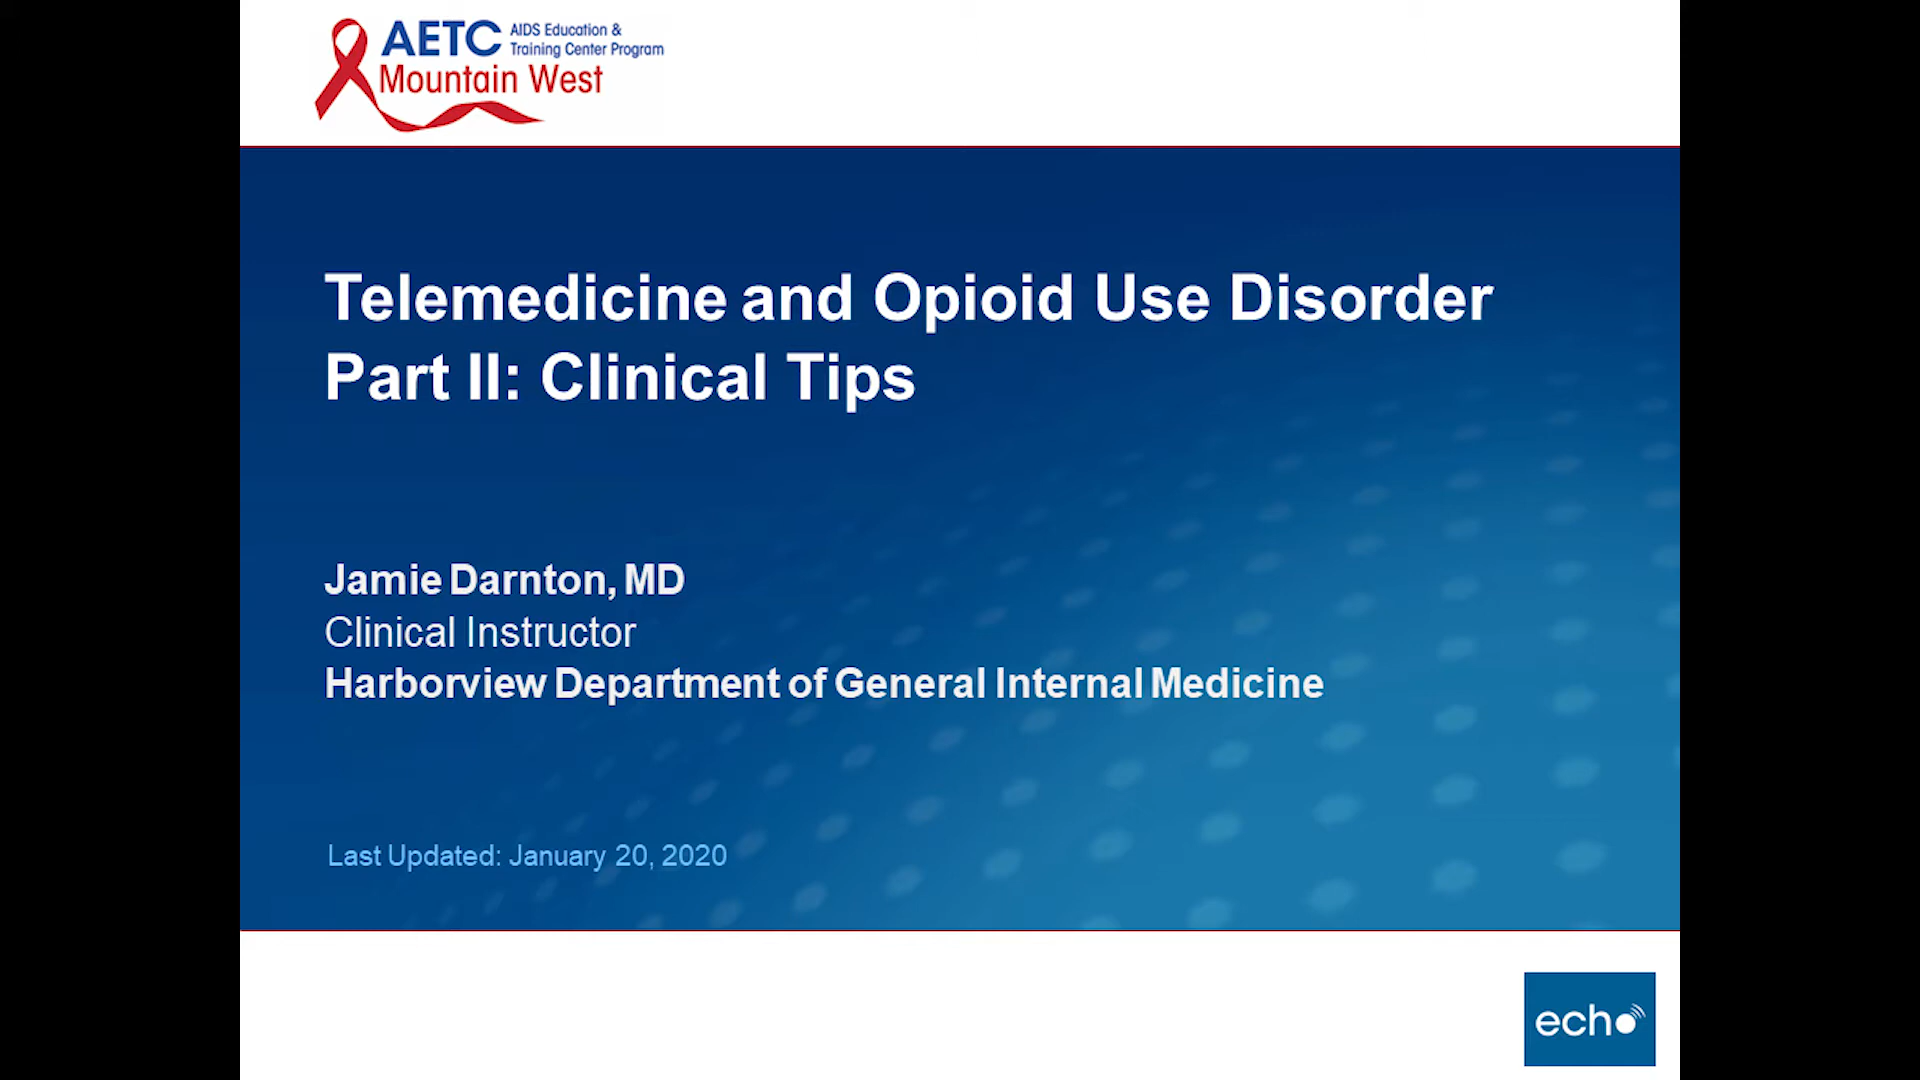 AETC AIDS Education &
Training Center Program
Mountain West
Telemedicine and Opioid Use Disorder
Part II: Clinical Tips
Jamie Darnton, MD
Clinical Instructor
Harborview Department of General Internal Medicine
Last Updated: January 20, 2020
echo